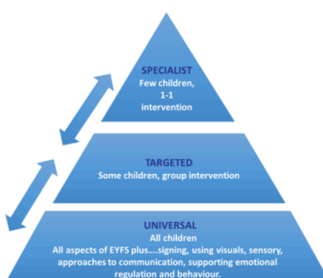 SPECIALIST
Few children,
1-1
intervention
TARGETED
Some children, group intervention
UNIVERSAL
All children
All aspects of EYFS plus....signing, using visuals, sensory,
approaches to communication, supporting emotional
regulation and behaviour.